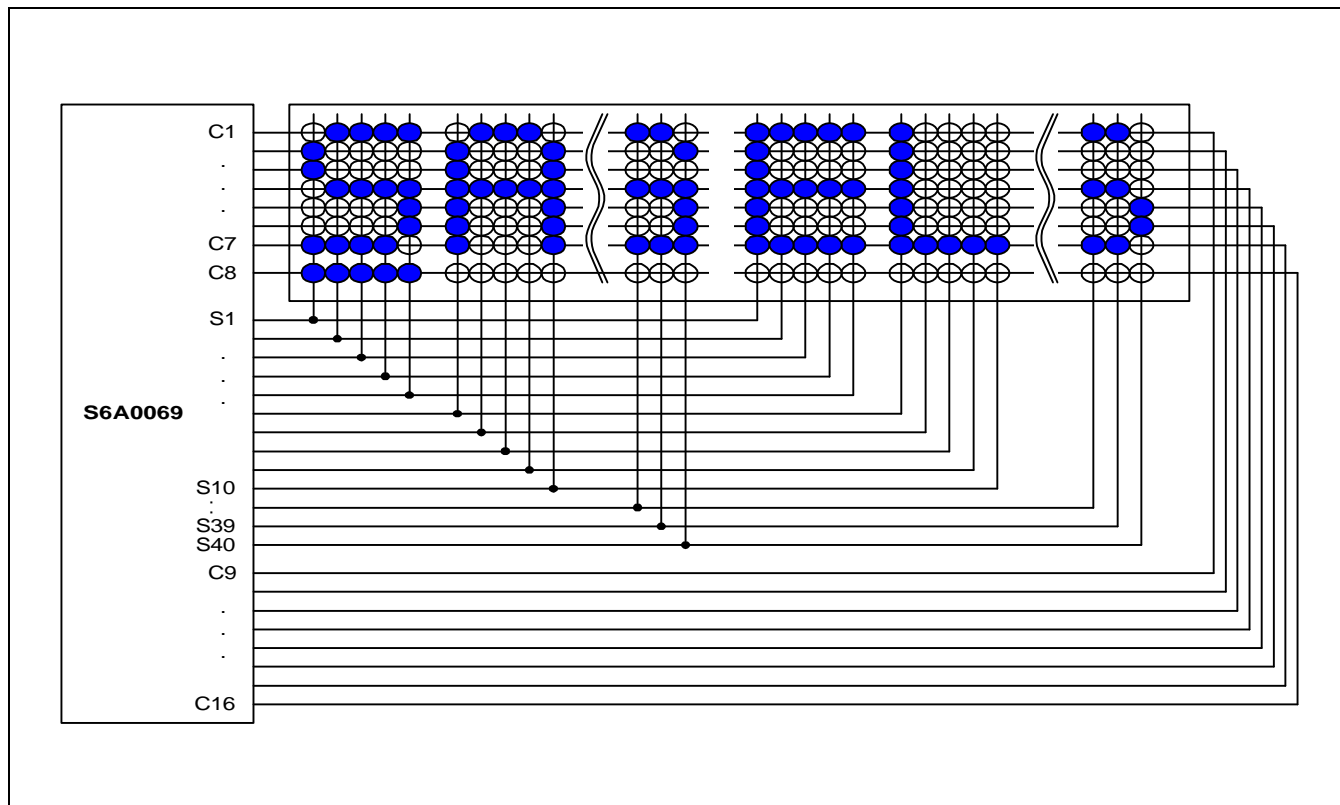 C1
.
.
.
C7
C8
S1
.
.
.
S6A0069
S10
:
S39
S40
C9
.
.
.
C16